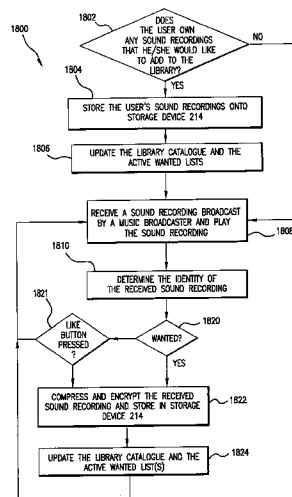 1800
1802
DOES
THE USER OWN
ANY SOUND RECORDINGS
THAT HE/SHE WOULD LIKE
TO ADD TO THE
LIBRARY?
NO
YES
1804
STORE THE USER'S SOUND RECORDINGS ONTO
STORAGE DEVICE 214
1806
UPDATE THE LIBRARY CATALOGUE AND THE
ACTIVE WANTED LISTS
RECEIVE A SOUND RECORDING BROADCAST
BY A MUSIC BROADCASTER AND PLAY
THE SOUND RECORDING
1808
1810
DETERMINE THE IDENTITY OF
THE RECEIVED SOUND RECORDING
1821
LIKE
BUTTON
PRESSED
?
1820
WANTED?
YES
COMPRESS AND ENCRYPT THE RECEIVED
SOUND RECORDING AND STORE IN STORAGE
DEVICE 214
1822
UPDATE THE LIBRARY CATALOGUE AND THE
ACTIVE WANTED LIST(S)
1824